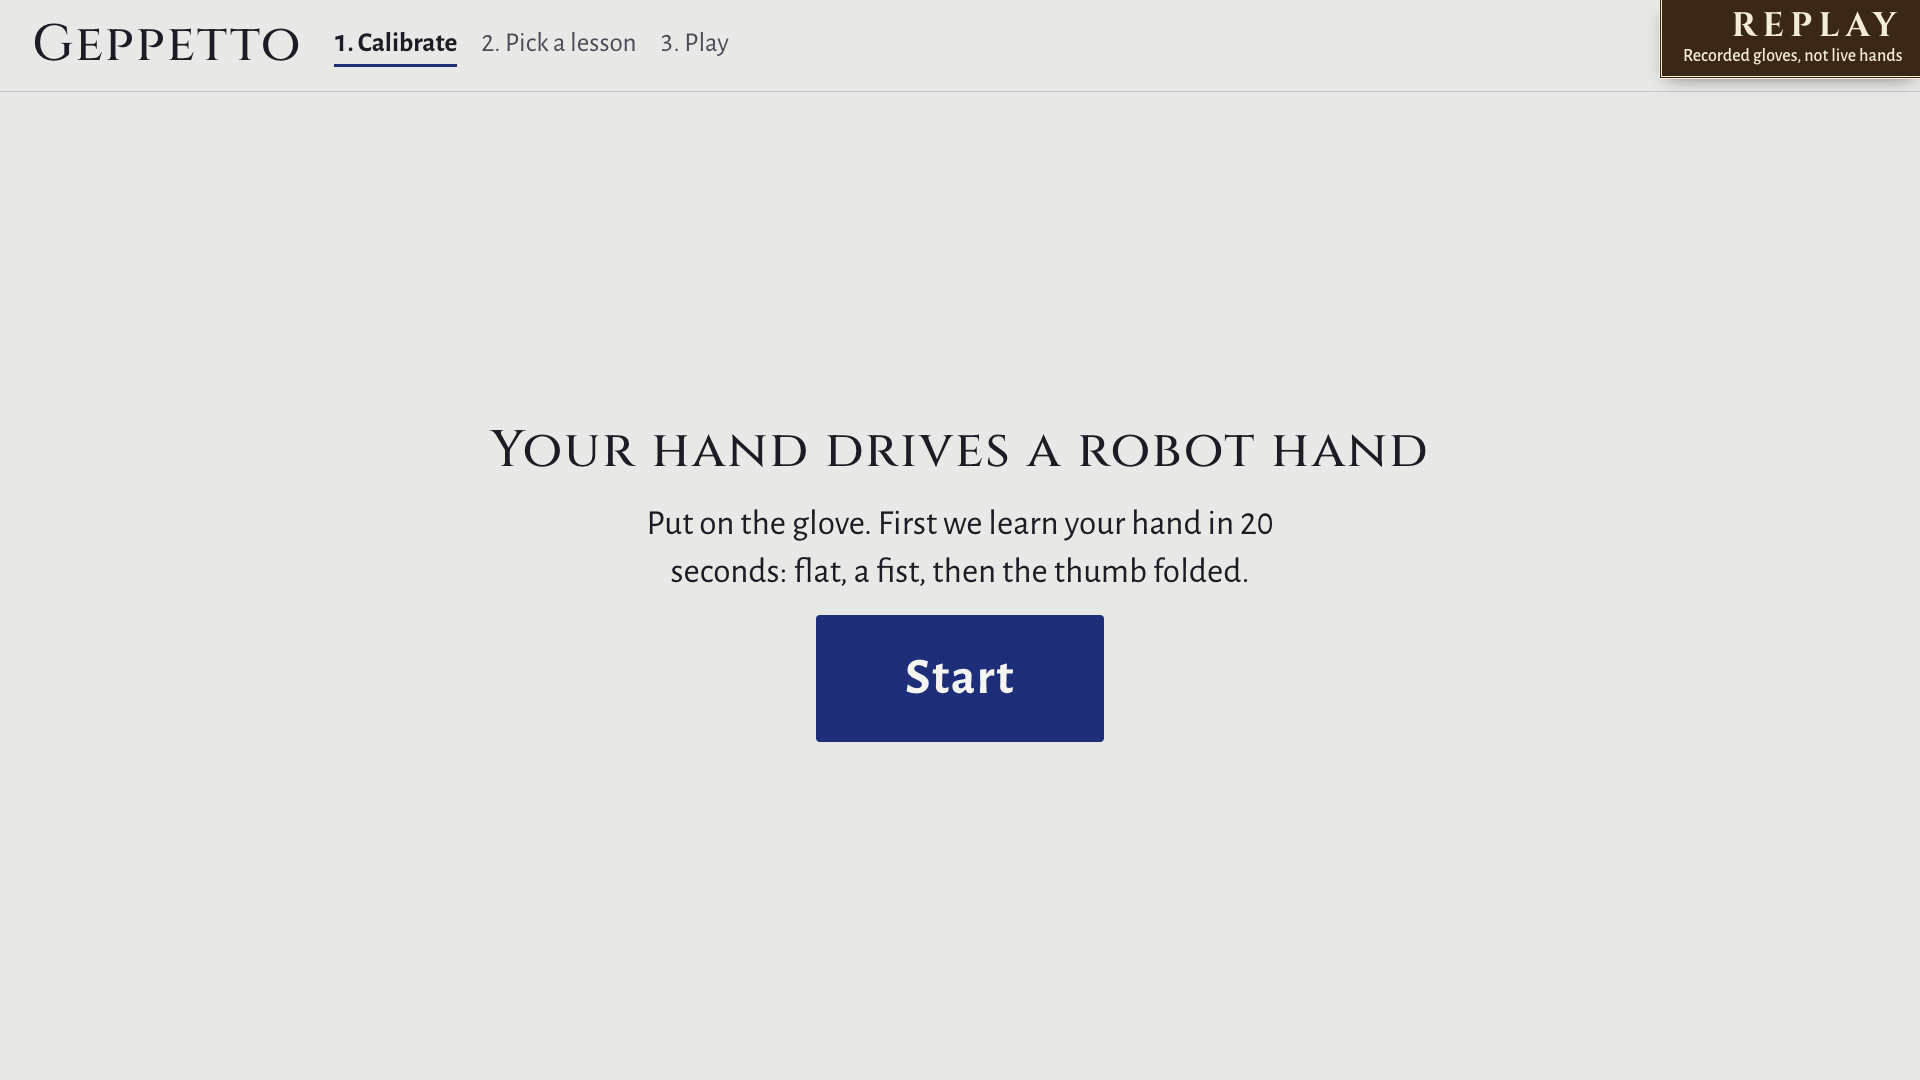 Geppetto
1. Calibrate
2. Pick a lesson
3. Play
REPLAY
Recorded gloves, not live hands
Your hand drives a robot hand
Put on the glove. First we learn your hand in 20
seconds: flat, a fist, then the thumb folded.
Start